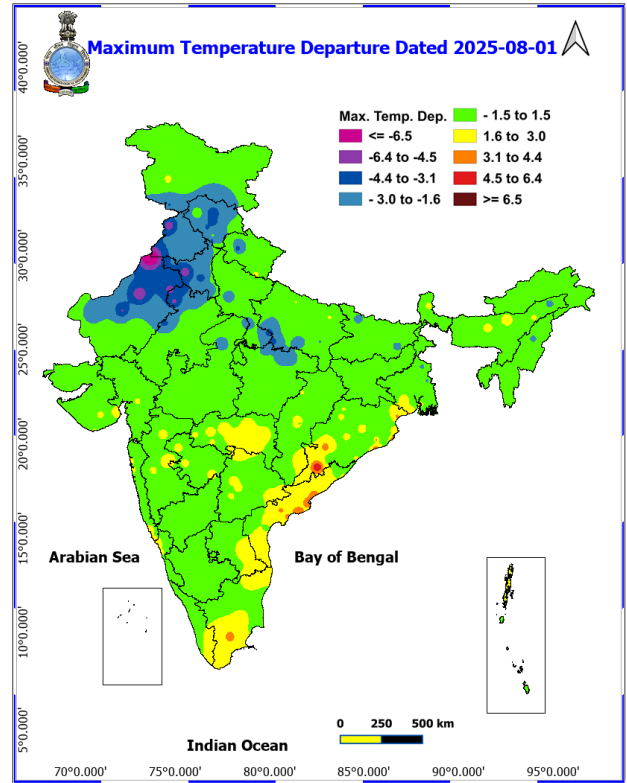 Maximum Temperature Departure Dated 2025-08-01
Max. Temp. Dep.
<= -6.5
-6.4 to -4.5
-4.4 to -3.1
- 3.0 to -1.6
- 1.5 to 1.5
1.6 to 3.0
3.1 to 4.4
4.5 to 6.4
>= 6.5
40°0.000'
35°0.000'
30°0.000'
25°0.000'
20°0.000'
15°0.000'
10°0.000'
5°0.000'
Arabian Sea
Bay of Bengal
0 250 500 km
Indian Ocean
70°0.000' 75°0.000' 80°0.000' 85°0.000' 90°0.000' 95°0.000'